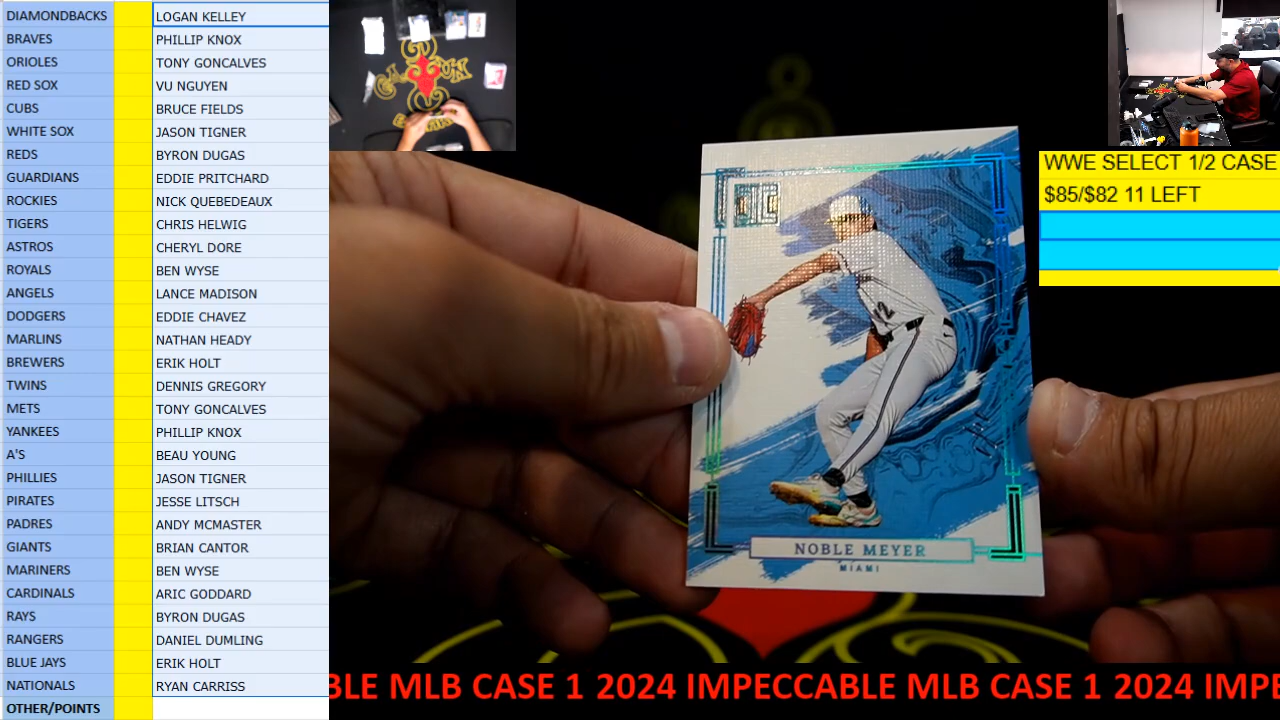 DIAMONDBACKS LOGAN KELLEY
BRAVES PHILLIP KNOX
ORIOLES TONY GONCALVES
RED SOX VU NGUYEN
CUBS BRUCE FIELDS
WHITE SOX JASON TIGNER
REDS BYRON DUGAS
GUARDIANS EDDIE PRITCHARD
ROCKIES NICK QUEBEDEAUX
TIGERS CHRIS HELWIG
ASTROS CHERYL DORE
ROYALS BEN WYSE
ANGELS LANCE MADISON
DODGERS EDDIE CHAVEZ
MARLINS NATHAN HEADY
BREWERS ERIK HOLT
TWINS DENNIS GREGORY
METS TONY GONCALVES
YANKEES PHILLIP KNOX
A'S BEAU YOUNG
PHILLIES JASON TIGNER
PIRATES JESSE LITSCH
PADRES ANDY MCMASTER
GIANTS BRIAN CANTOR
MARINERS BEN WYSE
CARDINALS ARIC GODDARD
RAYS BYRON DUGAS
RANGERS DANIEL DUMLING
BLUE JAYS ERIK HOLT
NATIONALS RYAN CARRISS
OTHER/POINTS
WWE SELECT 1/2 CASE
$85/$82 11 LEFT
12
NOBLE MEYER
MIAMI
BLE MLB CASE 1 2024 IMPECCABLE MLB CASE 1 2024 IMPE